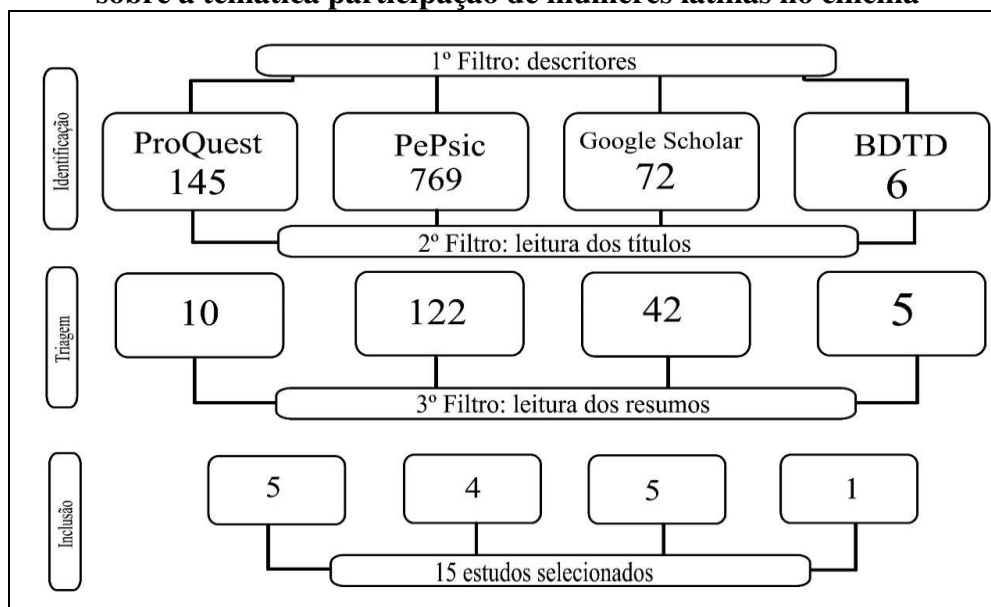 sobre a temática participação de mulheres latinas no cinema
1º Filtro: descritores
Identificação
ProQuest
145
PePsic
769
Google Scholar
72
BDTD
6
2º Filtro: leitura dos títulos
Triagem
10
122
42
5
3º Filtro: leitura dos resumos
Inclusão
5
4
5
1
15 estudos selecionados